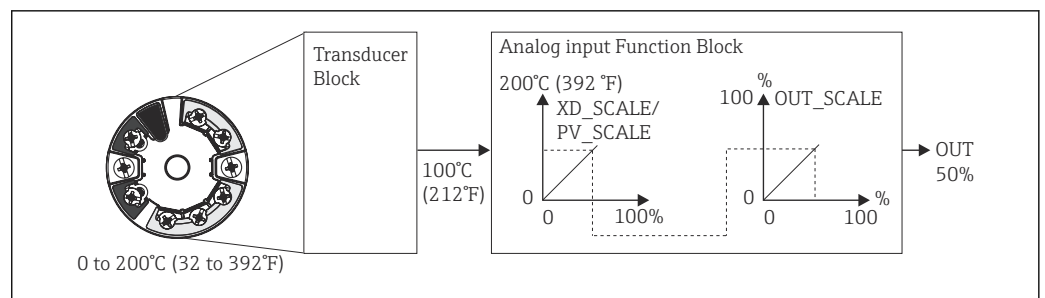 Transducer
Block
Analog input Function Block
200°C (392 °F)
XD_SCALE/
PV_SCALE
0
0
100%
%
100
OUT_SCALE
0
0
100
%
100°C
(212°F)
OUT
50%
0 to 200°C (32 to 392°F)